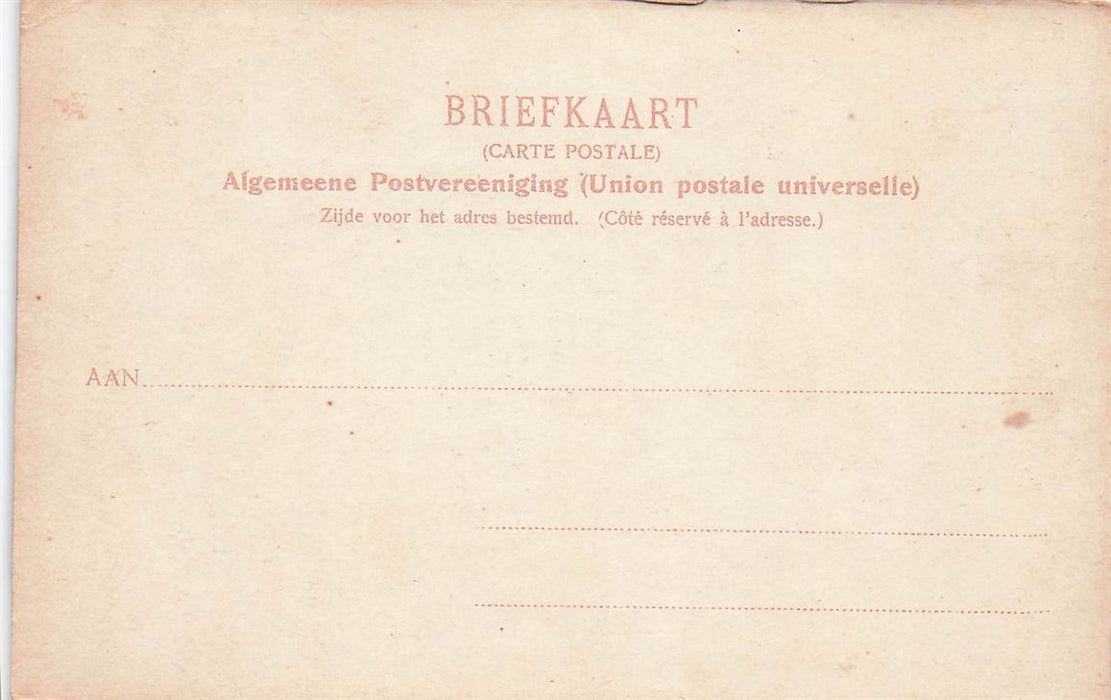 BRIEFKAART
(CARTE POSTALE)
Algemeene Postvereeniging (Union postale universelle)
Zijde voor het adres bestemd. (Côté réservé à l'adresse.)
AAN